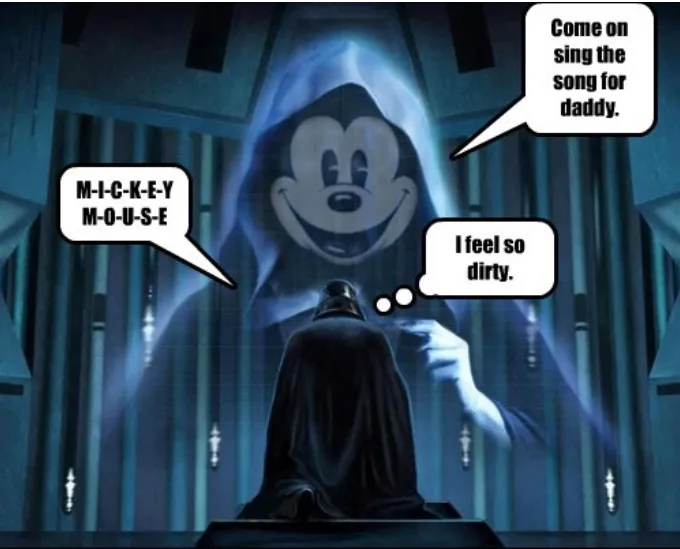 Come on
sing the
song for
daddy.
M-I-C-K-E-Y
M-O-U-S-E
I feel so
dirty.